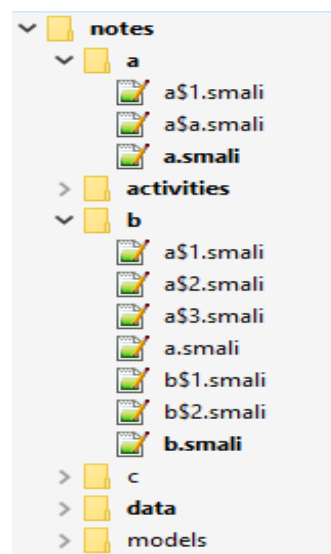 notes
a
a$1.smali
a$a.smali
a.smali
activities
b
a$1.smali
a$2.smali
a$3.smali
a.smali
b$1.smali
b$2.smali
b.smali
c
data
models